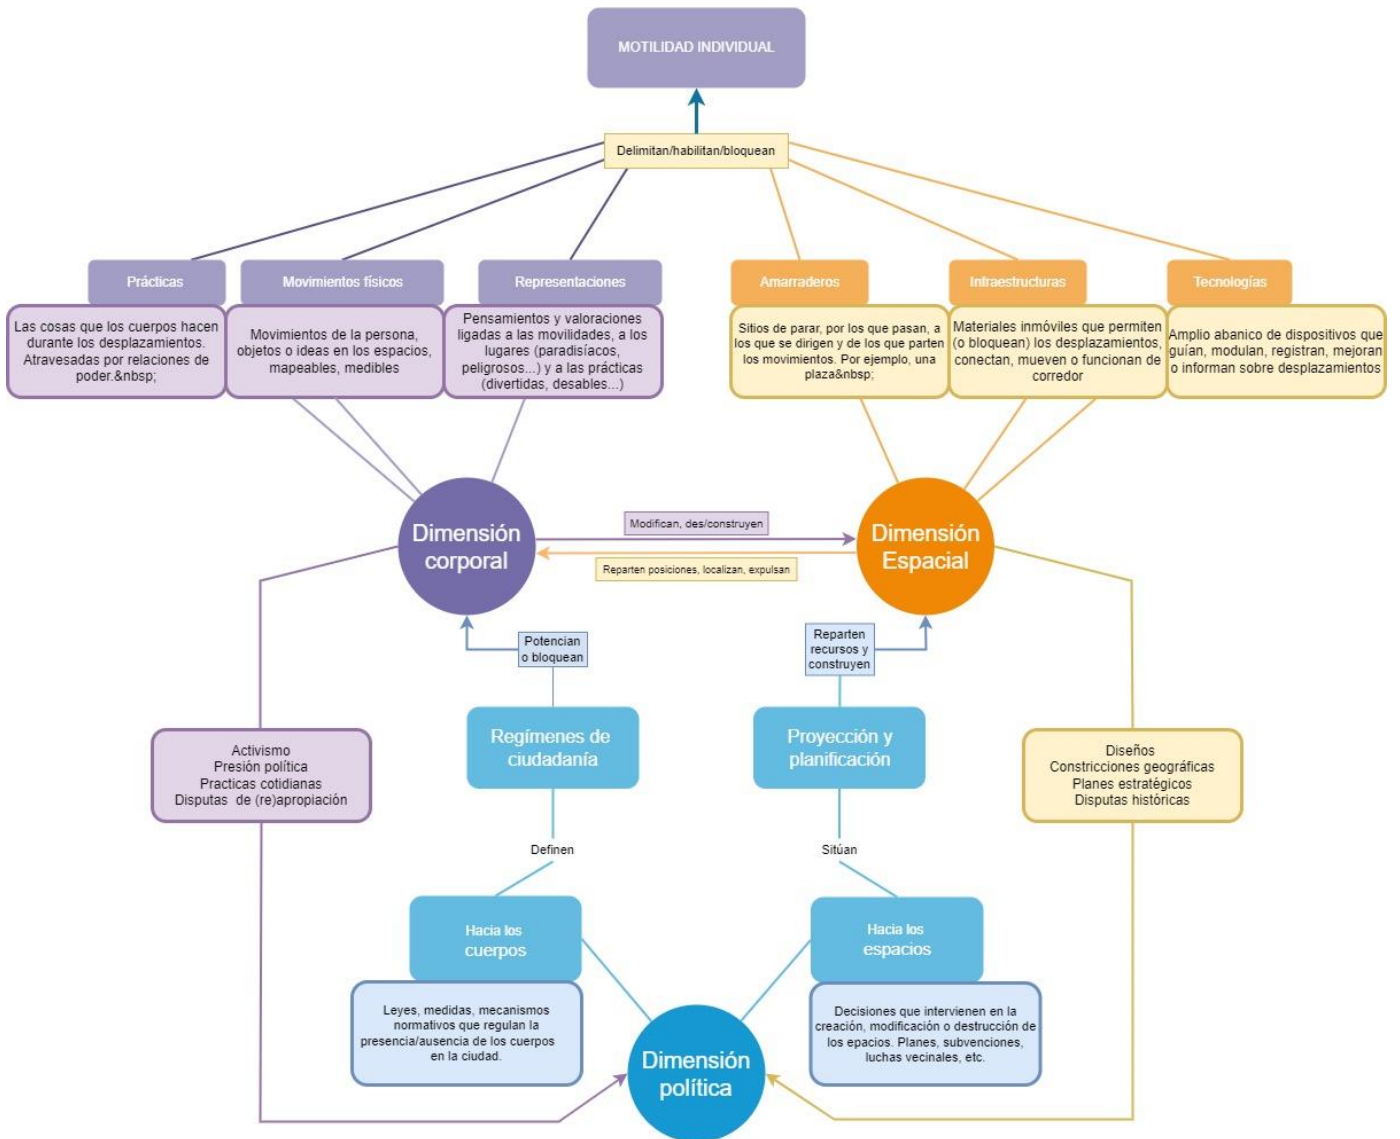 MOTILIDAD INDIVIDUAL
Delimitan/habilitan/bloquean
Prácticas
Las cosas que los cuerpos hacen
durante los desplazamientos.
Atravesadas por relaciones de
poder.&nbsp;
Movimientos físicos
Movimientos de la persona,
objetos o ideas en los espacios,
mapeables, medibles
Representaciones
Pensamientos y valoraciones
ligadas a las movilidades, a los
lugares (paradisíacos,
peligrosos...) y a las prácticas
(divertidas, desables...)
Amarraderos
Sitios de parar, por los que pasan, a
los que se dirigen y de los que parten
los movimientos. Por ejemplo, una
plaza&nbsp;
Infraestructuras
Materiales inmóviles que permiten
(o bloquean) los desplazamientos,
conectan, mueven o funcionan de
corredor
Tecnologías
Amplio abanico de dispositivos que
guían, modulan, registran, mejoran
o informan sobre desplazamientos
Dimensión
corporal
Modifican, des/construyen
Reparten posiciones, localizan, expulsan
Dimensión
Espacial
Potencian
o bloquean
Reparten
recursos y
construyen
Regímenes de
ciudadanía
Proyección y
planificación
Activismo
Presión política
Practicas cotidianas
Disputas de (re)apropiación
Diseños
Constricciones geográficas
Planes estratégicos
Disputas históricas
Definen
Sitúan
Hacia los
cuerpos
Leyes, medidas, mecanismos
normativos que regulan la
presencia/ausencia de los cuerpos
en la ciudad.
Hacia los
espacios
Decisiones que intervienen en la
creación, modificación o destrucción de
los epacios. Planes, subvenciones,
luchas vecinales, etc.
Dimensión
política